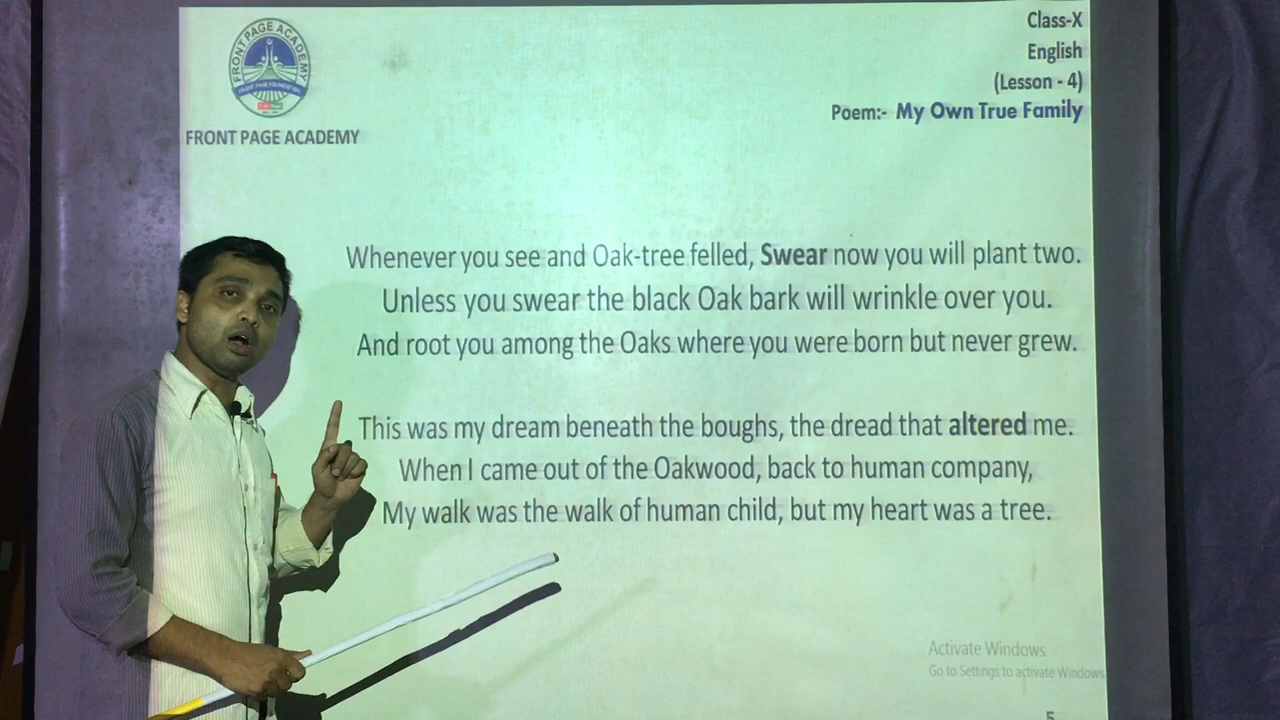 FRONT PAGE ACADEMY
FRONT PAGE ACADEMY
Class-X
English
(Lesson - 4)
Poem:- My Own True Family
Whenever you see and Oak-tree felled, Swear now you will plant two.
Unless you swear the black Oak bark will wrinkle over you.
And root you among the Oaks where you were born but never grew.
This was my dream beneath the boughs, the dread that altered me.
When I came out of the Oakwood, back to human company,
My walk was the walk of human child, but my heart was a tree.
Activate Windows
Go to Settings to activate Windows
5